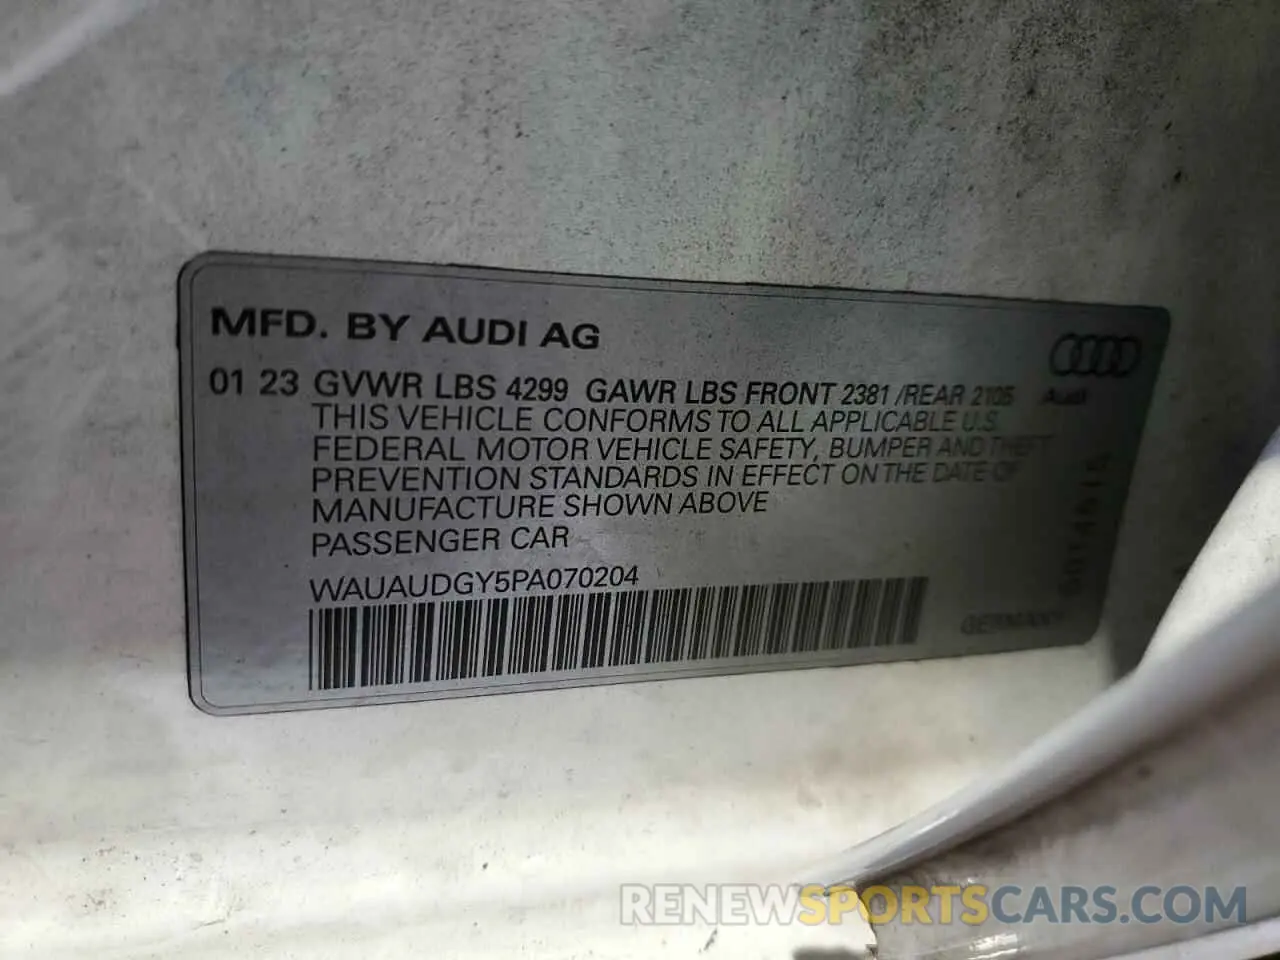 MFD. BY AUDI AG
01 23 GVWR LBS 4299 GAWR LBS FRONT 2381 /REAR 2105
Audi
THIS VEHICLE CONFORMS TO ALL APPLICABLE U.S.
FEDERAL MOTOR VEHICLE SAFETY, BUMPER AND THEFT
PREVENTION STANDARDS IN EFFECT ON THE DATE OF
MANUFACTURE SHOWN ABOVE
PASSENGER CAR
WAUAUDGY5PA070204
GERMANY
RENEWSPORTSCARS.COM